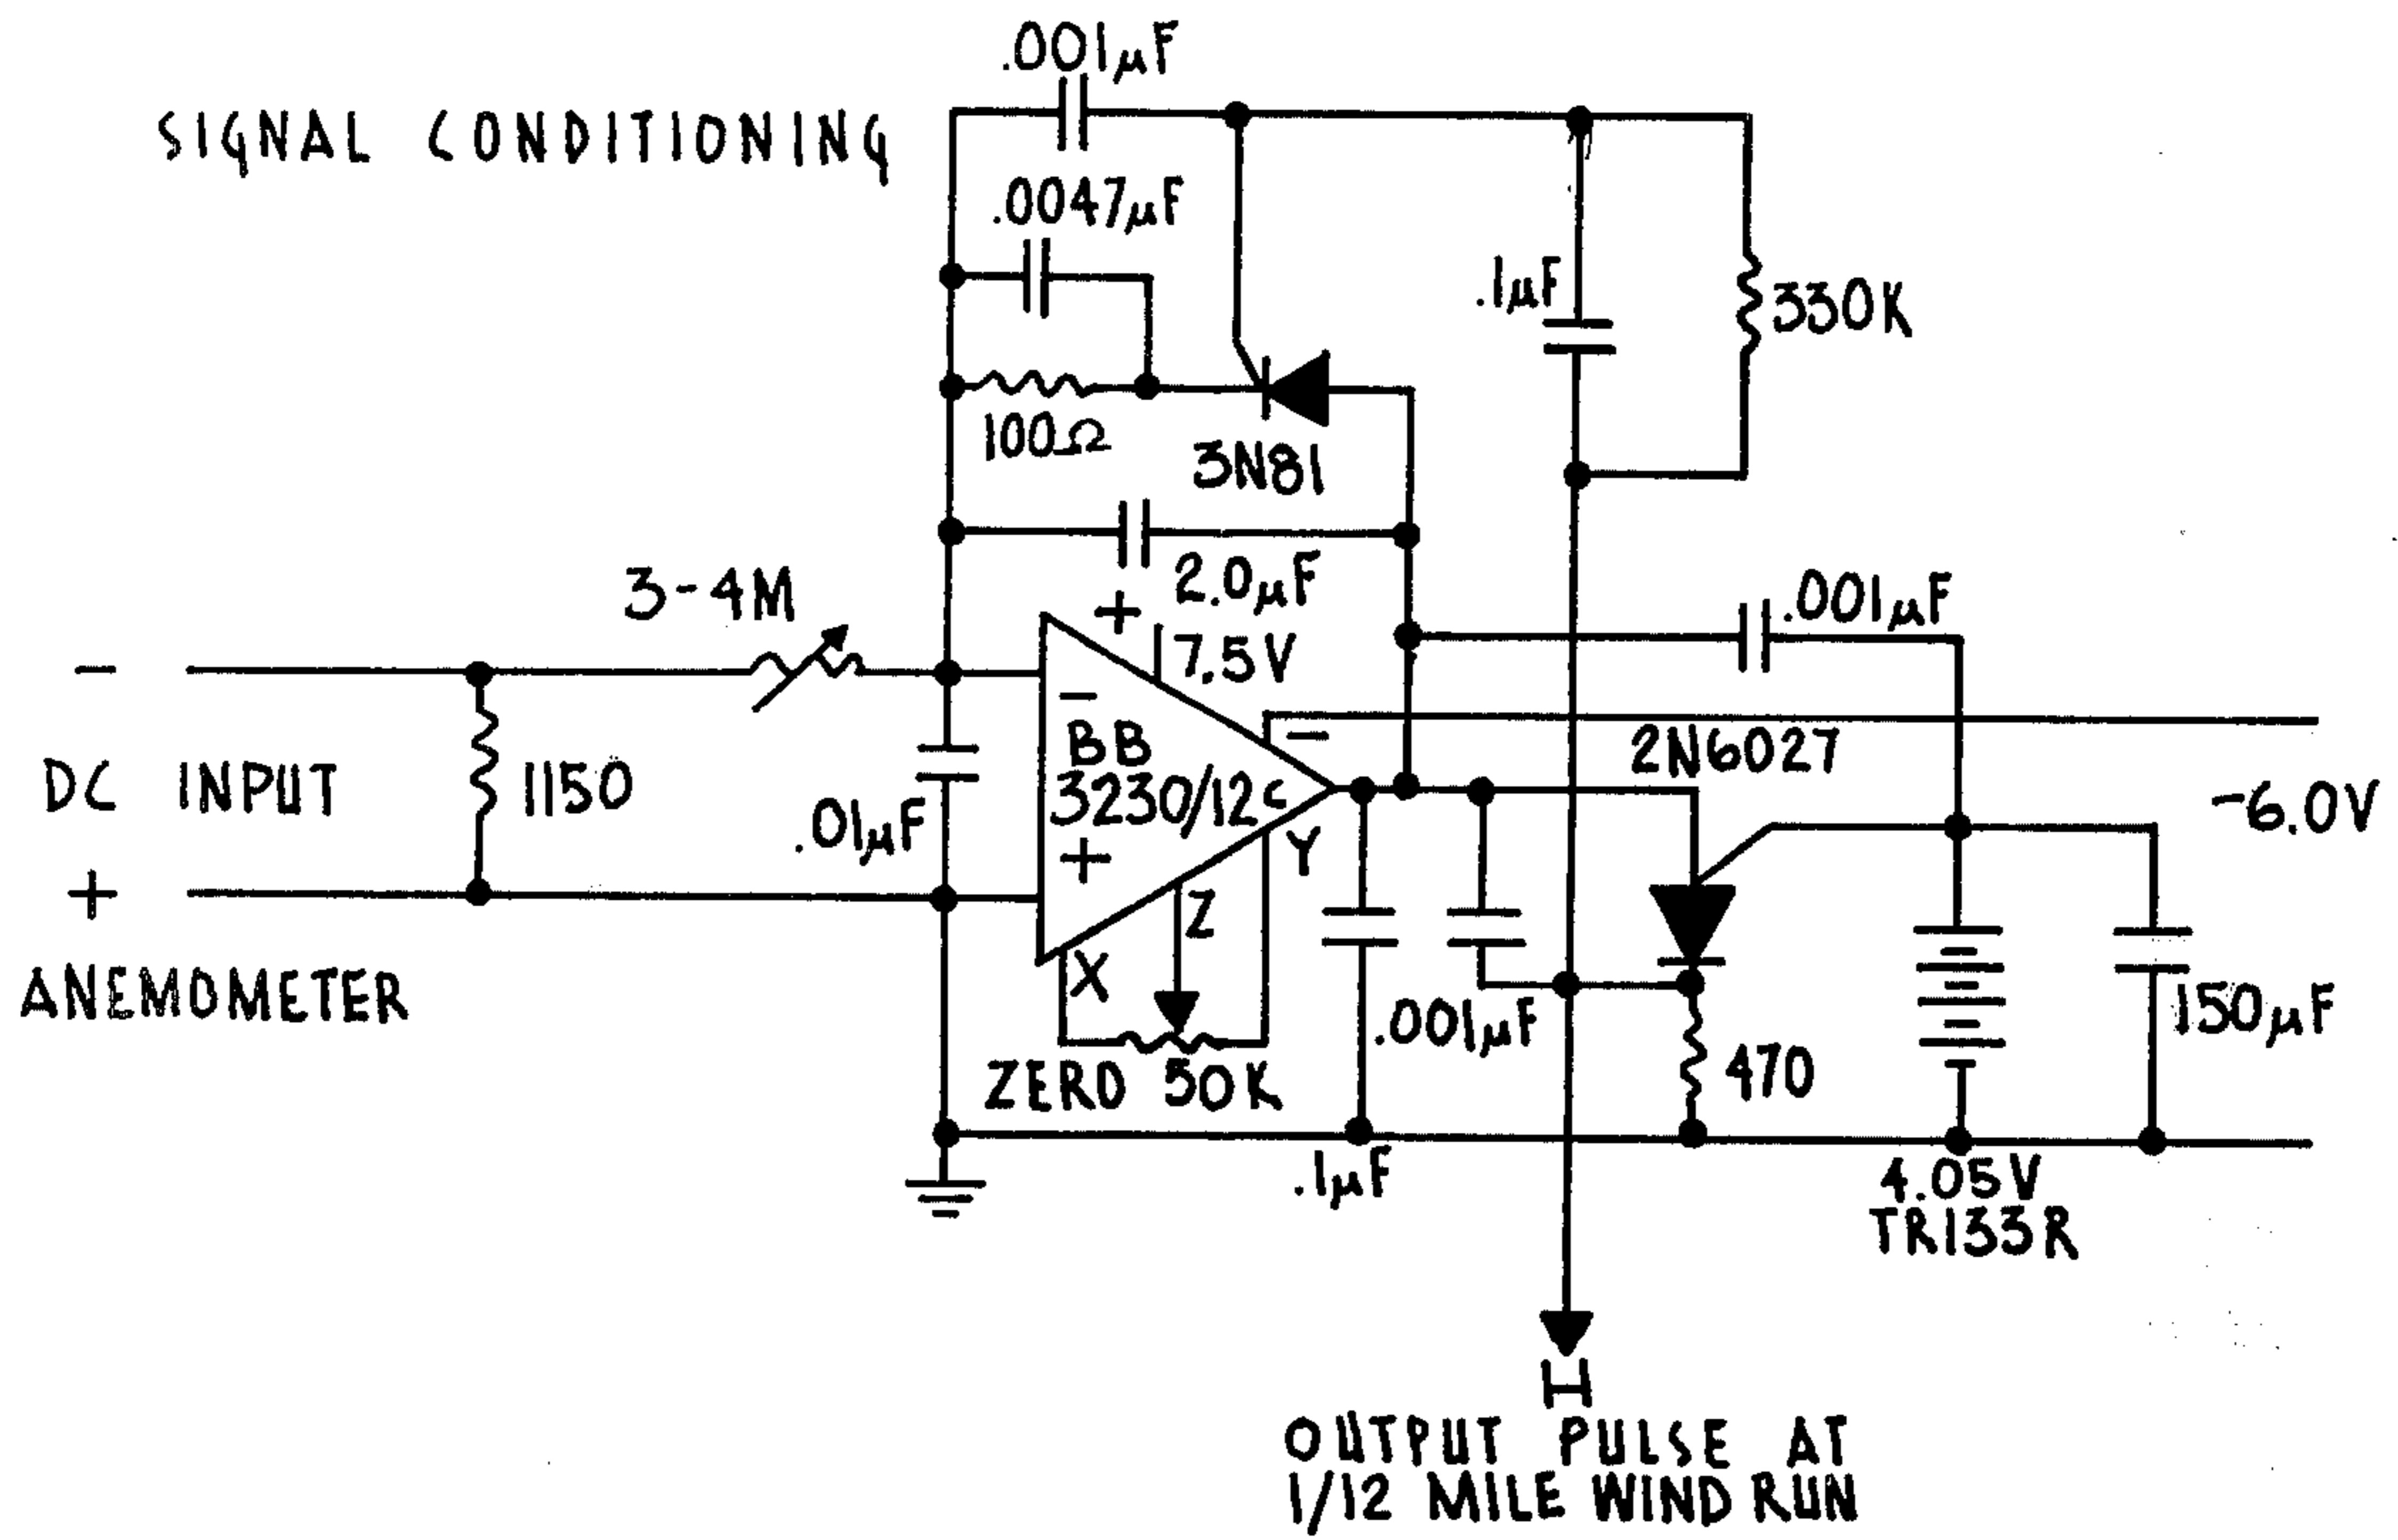 .001µF
SIGNAL CONDITIONING
.0047µF
.1µF
330K
100Ω
3N81
2.0µF
3-4M
+
7.5V
.001µF
-
-
BB
-
2N6027
DC INPUT
1150
.01µF
3230/12
C
-6.0V
+
+
Y
Z
ANEMOMETER
X
.001µF
150µF
ZERO 50K
470
.1µF
4.05V
TR133R
H
OUTPUT PULSE AT
1/12 MILE WIND RUN